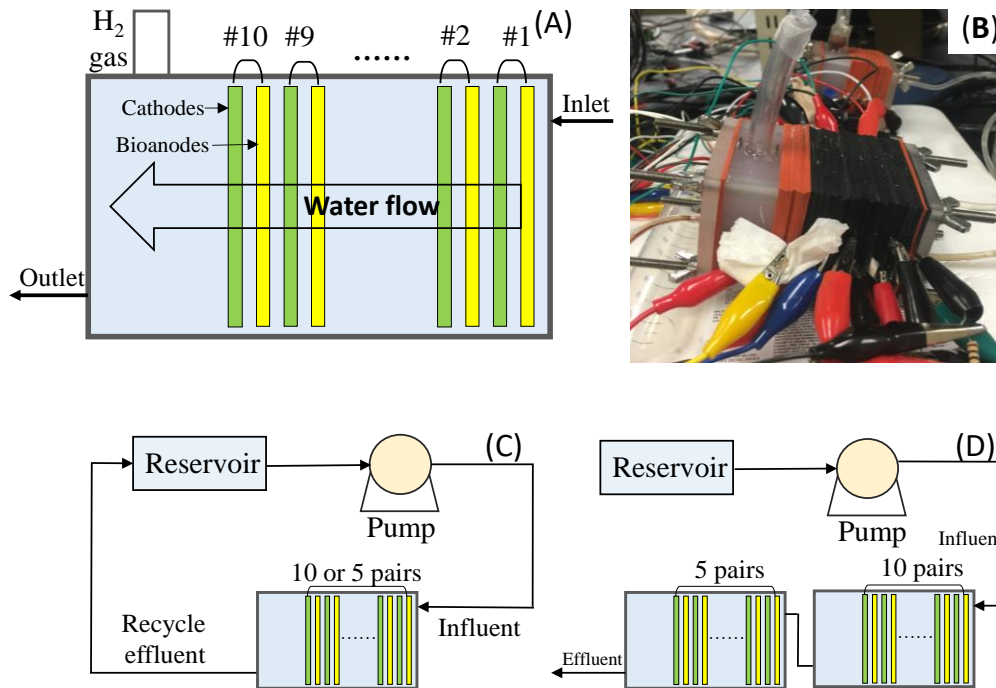 H2
gas
#10
#9
......
#2
#1
(A)
Cathodes
Bioanodes
Inlet
Water flow
Outlet
(B)
(C)
Reservoir
Pump
10 or 5 pairs
Recycle
effluent
Influent
(D)
Reservoir
Pump
Influent
5 pairs
10 pairs
......
......
......
Effluent